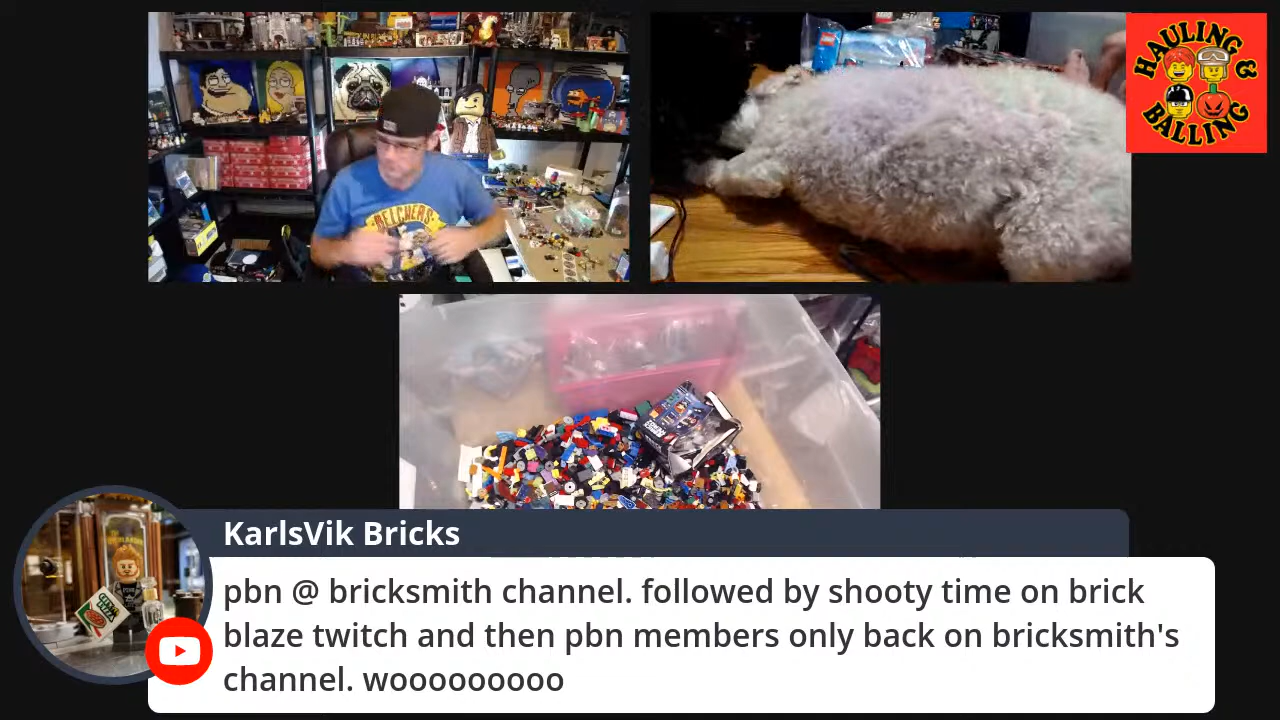 HAULING &
BALLING
BELCHERS
KarlsVik Bricks
pbn @ bricksmith channel. followed by shooty time on brick
blaze twitch and then pbn members only back on bricksmith's
channel. wooooooooo